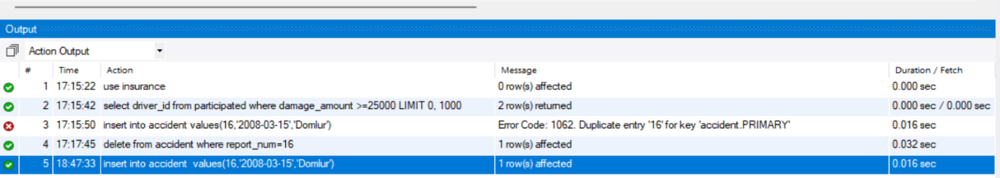 Output
Action Output
# Time Action Message Duration / Fetch
1 17:15:22 use insurance 0 row(s) affected 0.000 sec
2 17:15:42 select driver_id from participated where damage_amount >=25000 LIMIT 0, 1000 2 row(s) returned 0.000 sec / 0.000 sec
3 17:15:50 insert into accident values(16,'2008-03-15','Domlur') Error Code: 1062. Duplicate entry '16' for key 'accident.PRIMARY' 0.016 sec
4 17:17:45 delete from accident where report_num=16 1 row(s) affected 0.032 sec
5 18:47:33 insert into accident  values(16,'2008-03-15','Domlur') 1 row(s) affected 0.016 sec